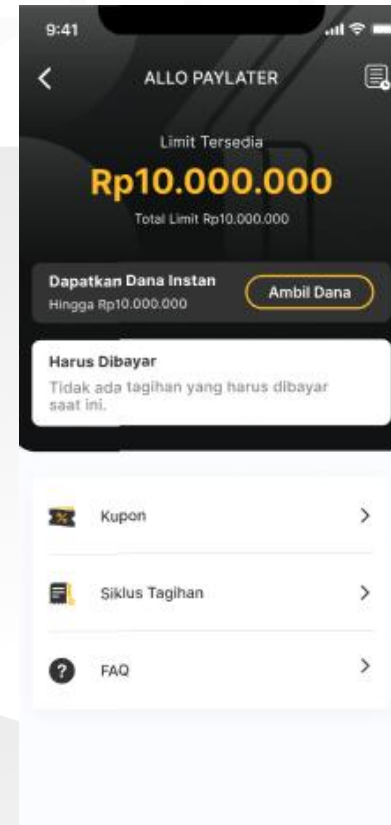 9:41
ALLO PAYLATER
Limit Tersedia
Rp10.000.000
Total Limit Rp10.000.000
Dapatkan Dana Instan
Hingga Rp10.000.000
Ambil Dana
Harus Dibayar
Tidak ada tagihan yang harus dibayar
saat ini.
Kupon
Siklus Tagihan
FAQ